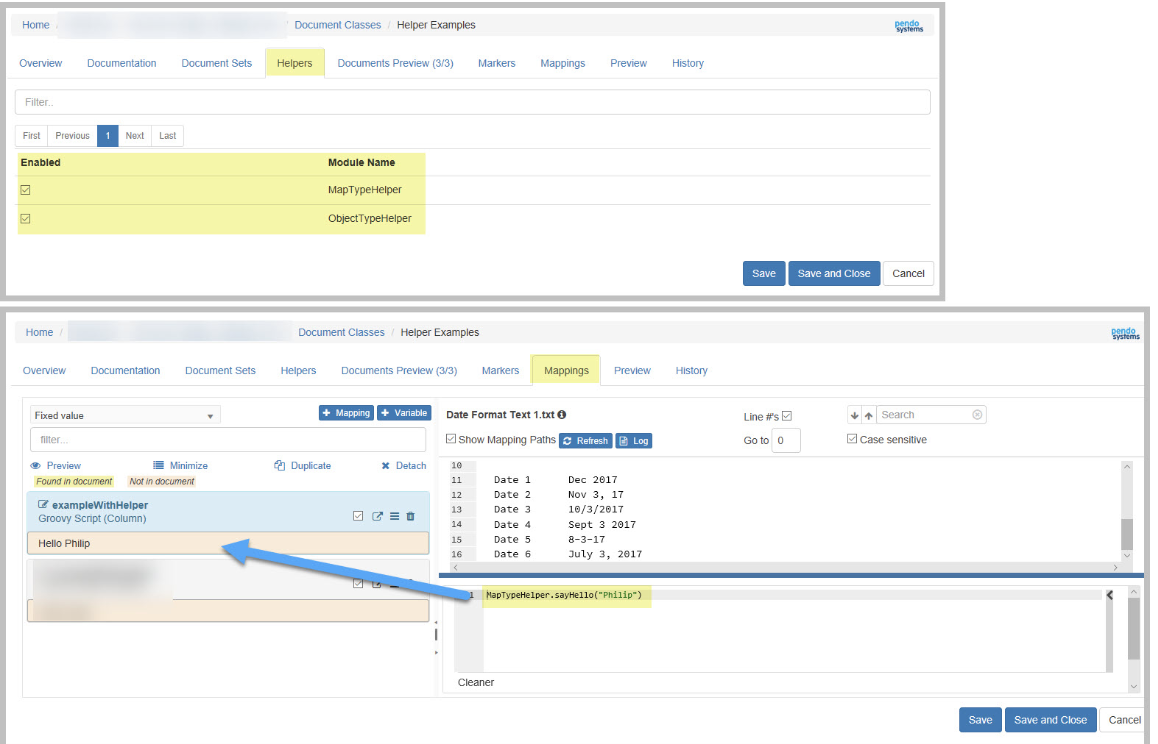 Home / / Document Classes / Helper Examples
pendo
systems
Overview Documentation Document Sets Helpers Documents Preview (3/3) Markers Mappings Preview History
Filter..
First Previous 1 Next Last
Enabled Module Name
MapTypeHelper
ObjectTypeHelper
Save Save and Close Cancel
Home / Document Classes / Helper Examples
pendo
systems
Overview Documentation Document Sets Helpers Documents Preview (3/3) Markers Mappings Preview History
Fixed value + Mapping + Variable
filter...
Preview Minimize Duplicate Detach
Found in document Not in document
exampleWithHelper
Groovy Script (Column)
Hello Philip
Date Format Text 1.txt Line #'s Search
Show Mapping Paths Refresh Log Go to 0 Case sensitive
10
11 Date 1 Dec 2017
12 Date 2 Nov 3, 17
13 Date 3 10/3/2017
14 Date 4 Sept 3 2017
15 Date 5 8-3-17
16 Date 6 July 3, 2017
1 MapTypeHelper.sayHello("Philip")
Cleaner
Save Save and Close Cancel